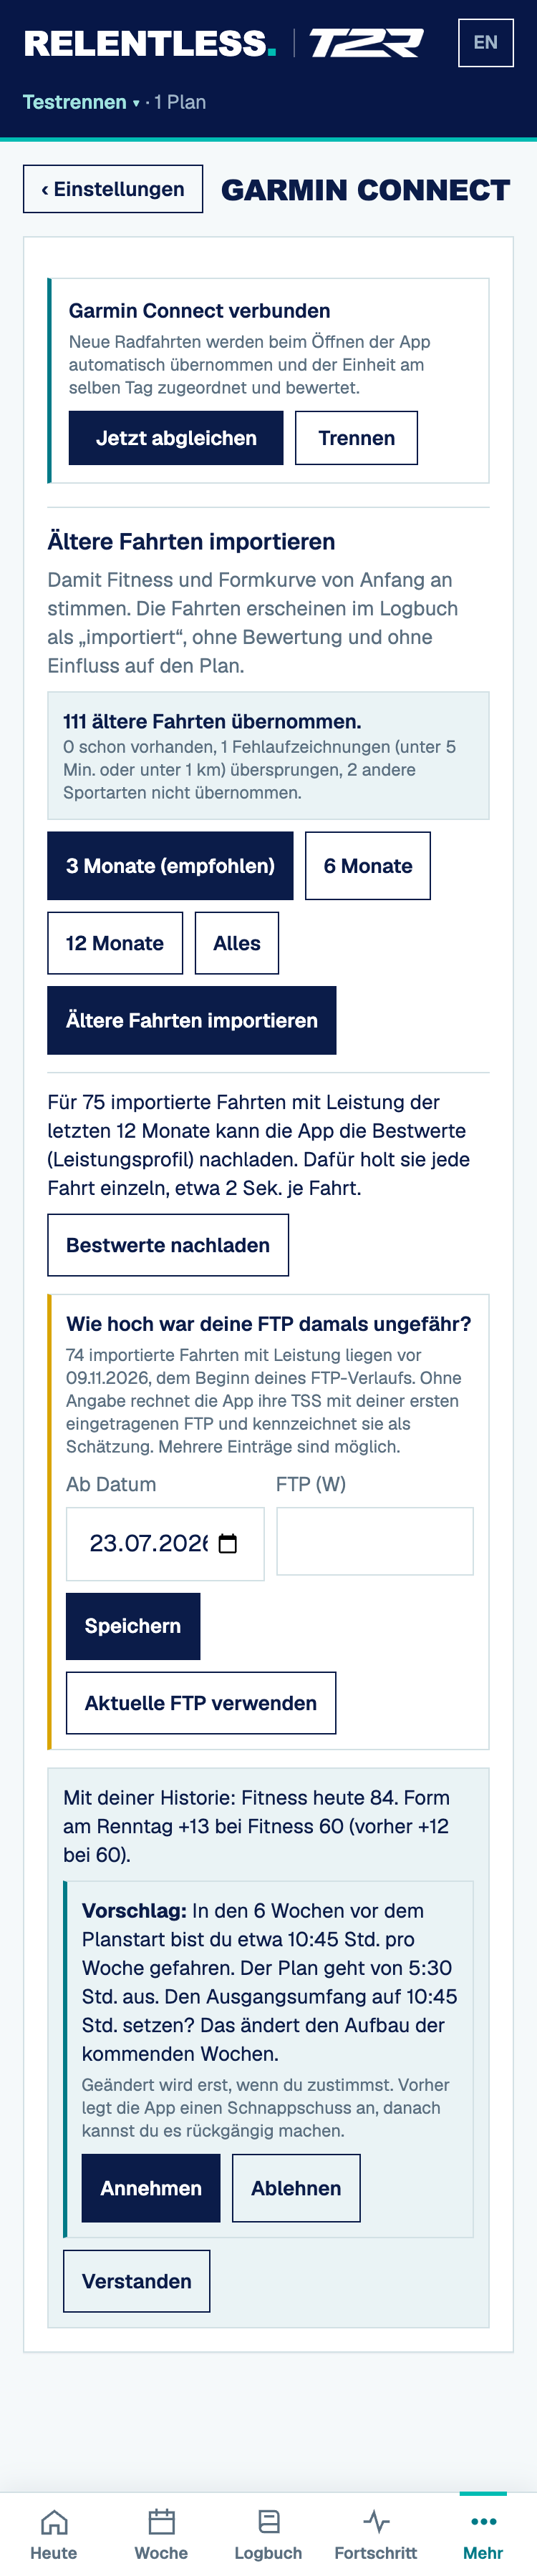 RELENTLESS. T2R EN
Testrennen ▾ · 1 Plan
‹ Einstellungen GARMIN CONNECT
Garmin Connect verbunden
Neue Radfahrten werden beim Öffnen der App
automatisch übernommen und der Einheit am
selben Tag zugeordnet und bewertet.
Jetzt abgleichen Trennen
Ältere Fahrten importieren
Damit Fitness und Formkurve von Anfang an
stimmen. Die Fahrten erscheinen im Logbuch
als „importiert“, ohne Bewertung und ohne
Einfluss auf den Plan.
111 ältere Fahrten übernommen.
0 schon vorhanden, 1 Fehlaufzeichnungen (unter 5
Min. oder unter 1 km) übersprungen, 2 andere
Sportarten nicht übernommen.
3 Monate (empfohlen) 6 Monate
12 Monate Alles
Ältere Fahrten importieren
Für 75 importierte Fahrten mit Leistung der
letzten 12 Monate kann die App die Bestwerte
(Leistungsprofil) nachladen. Dafür holt sie jede
Fahrt einzeln, etwa 2 Sek. je Fahrt.
Bestwerte nachladen
Wie hoch war deine FTP damals ungefähr?
74 importierte Fahrten mit Leistung liegen vor
09.11.2026, dem Beginn deines FTP-Verlaufs. Ohne
Angabe rechnet die App ihre TSS mit deiner ersten
eingetragenen FTP und kennzeichnet sie als
Schätzung. Mehrere Einträge sind möglich.
Ab Datum FTP (W)
23.07.2026
Speichern
Aktuelle FTP verwenden
Mit deiner Historie: Fitness heute 84. Form
am Renntag +13 bei Fitness 60 (vorher +12
bei 60).
Vorschlag: In den 6 Wochen vor dem
Planstart bist du etwa 10:45 Std. pro
Woche gefahren. Der Plan geht von 5:30
Std. aus. Den Ausgangsumfang auf 10:45
Std. setzen? Das ändert den Aufbau der
kommenden Wochen.
Geändert wird erst, wenn du zustimmst. Vorher
legt die App einen Schnappschuss an, danach
kannst du es rückgängig machen.
Annehmen Ablehnen
Verstanden
Heute Woche Logbuch Fortschritt Mehr